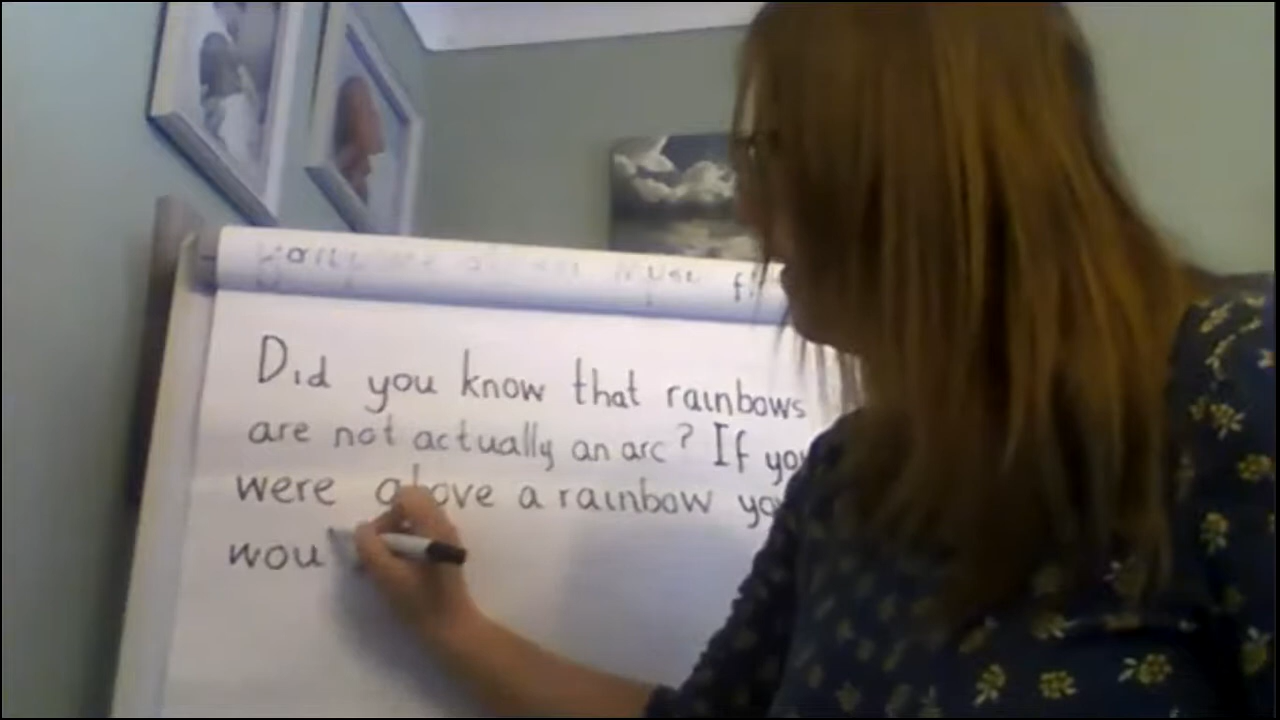 Did you know that rainbows
are not actually an arc? If you
were above a rainbow you
wou